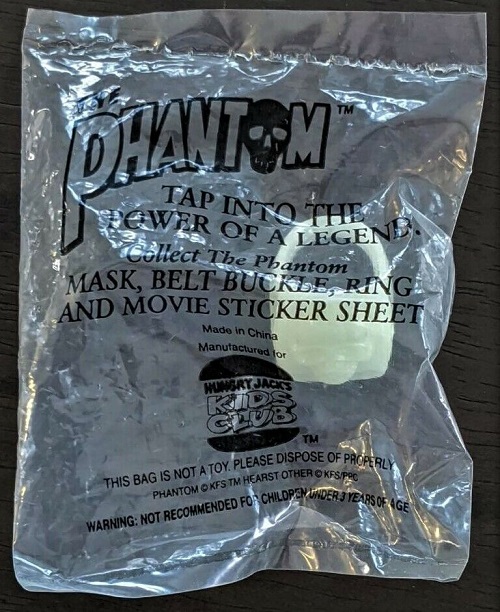 THE
PHANTOM™
TAP INTO THE
POWER OF A LEGEND.
Collect The Phantom
MASK, BELT BUCKLE, RING
AND MOVIE STICKER SHEET
Made in China
Manufactured for
HUNGRY JACK'S
KIDS
CLUB
TM
THIS BAG IS NOT A TOY. PLEASE DISPOSE OF PROPERLY
PHANTOM © KFS TM HEARST OTHER © KFS/PPC
WARNING: NOT RECOMMENDED FOR CHILDREN UNDER 3 YEARS OF AGE